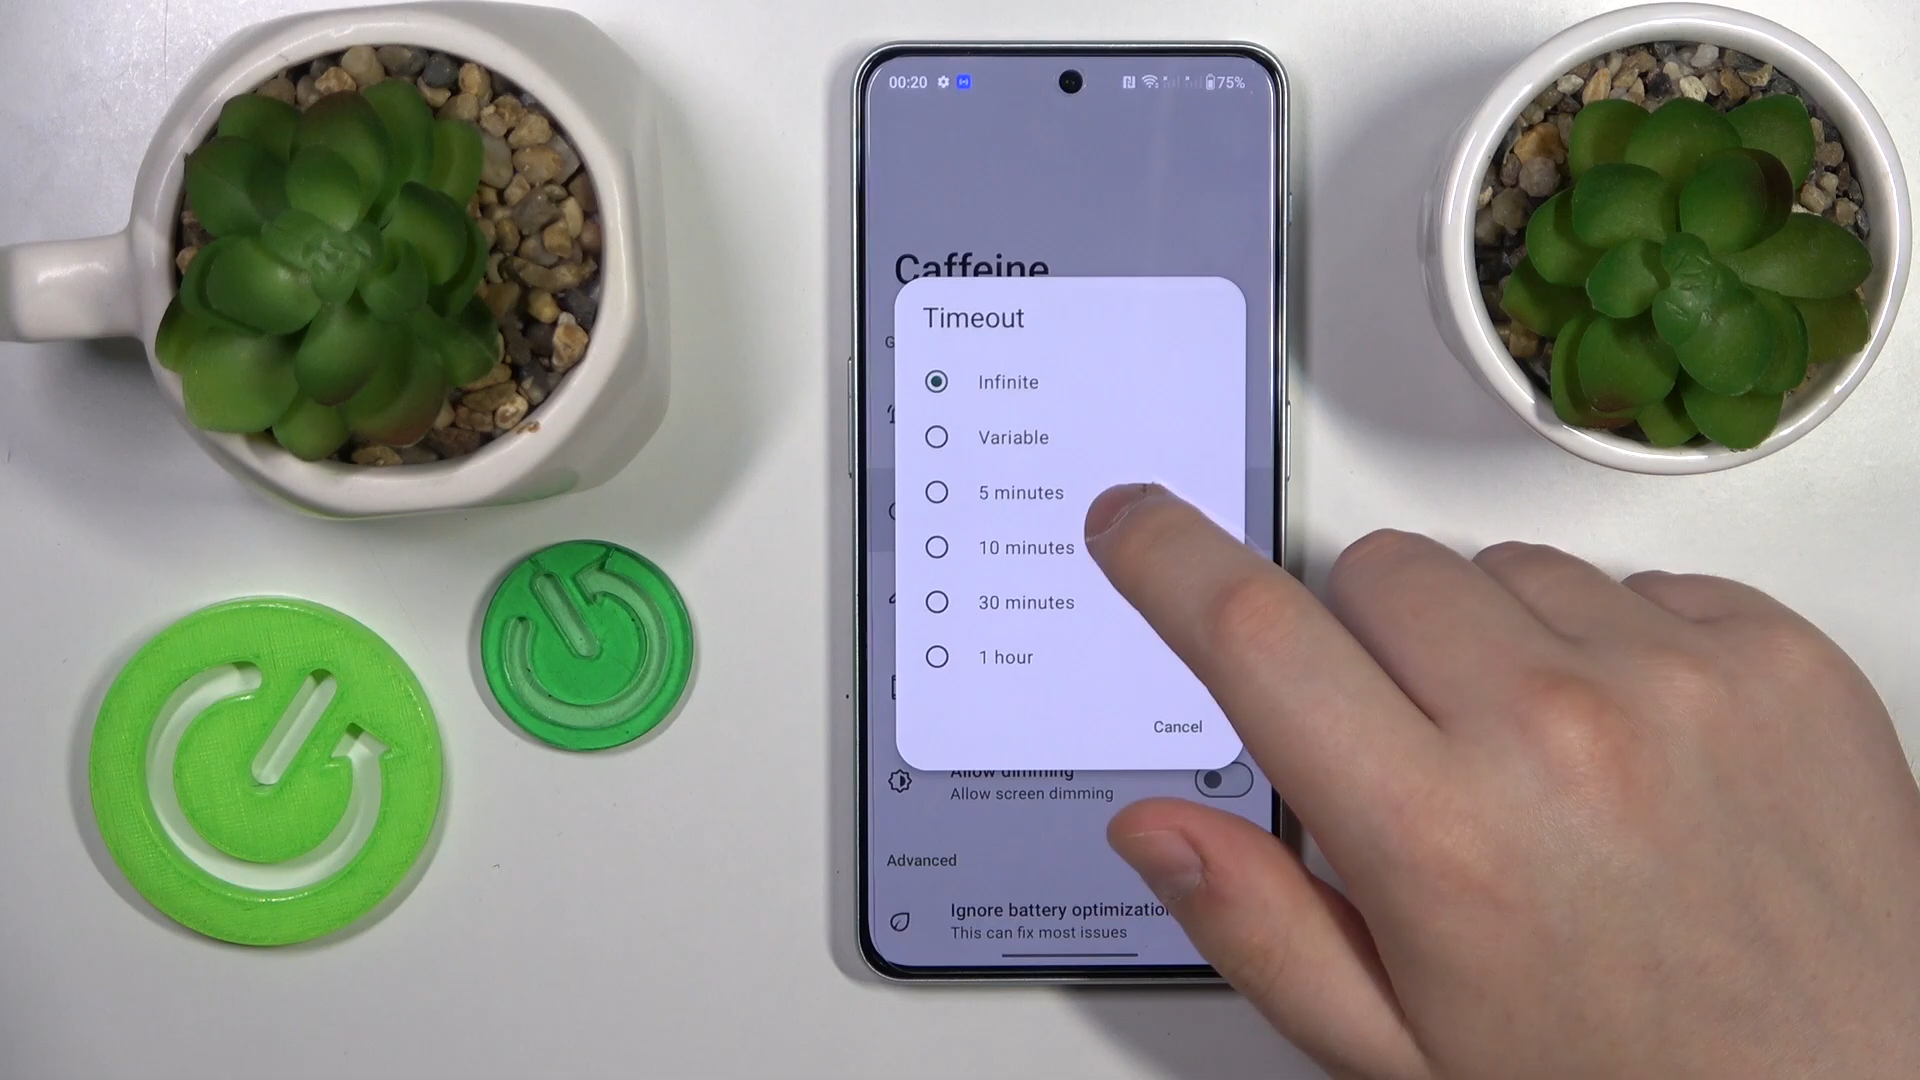 00:20 75%
Caffeine
Timeout
Infinite
Variable
5 minutes
10 minutes
30 minutes
1 hour
Cancel
Allow dimming
Allow screen dimming
Advanced
Ignore battery
This can fix most issues